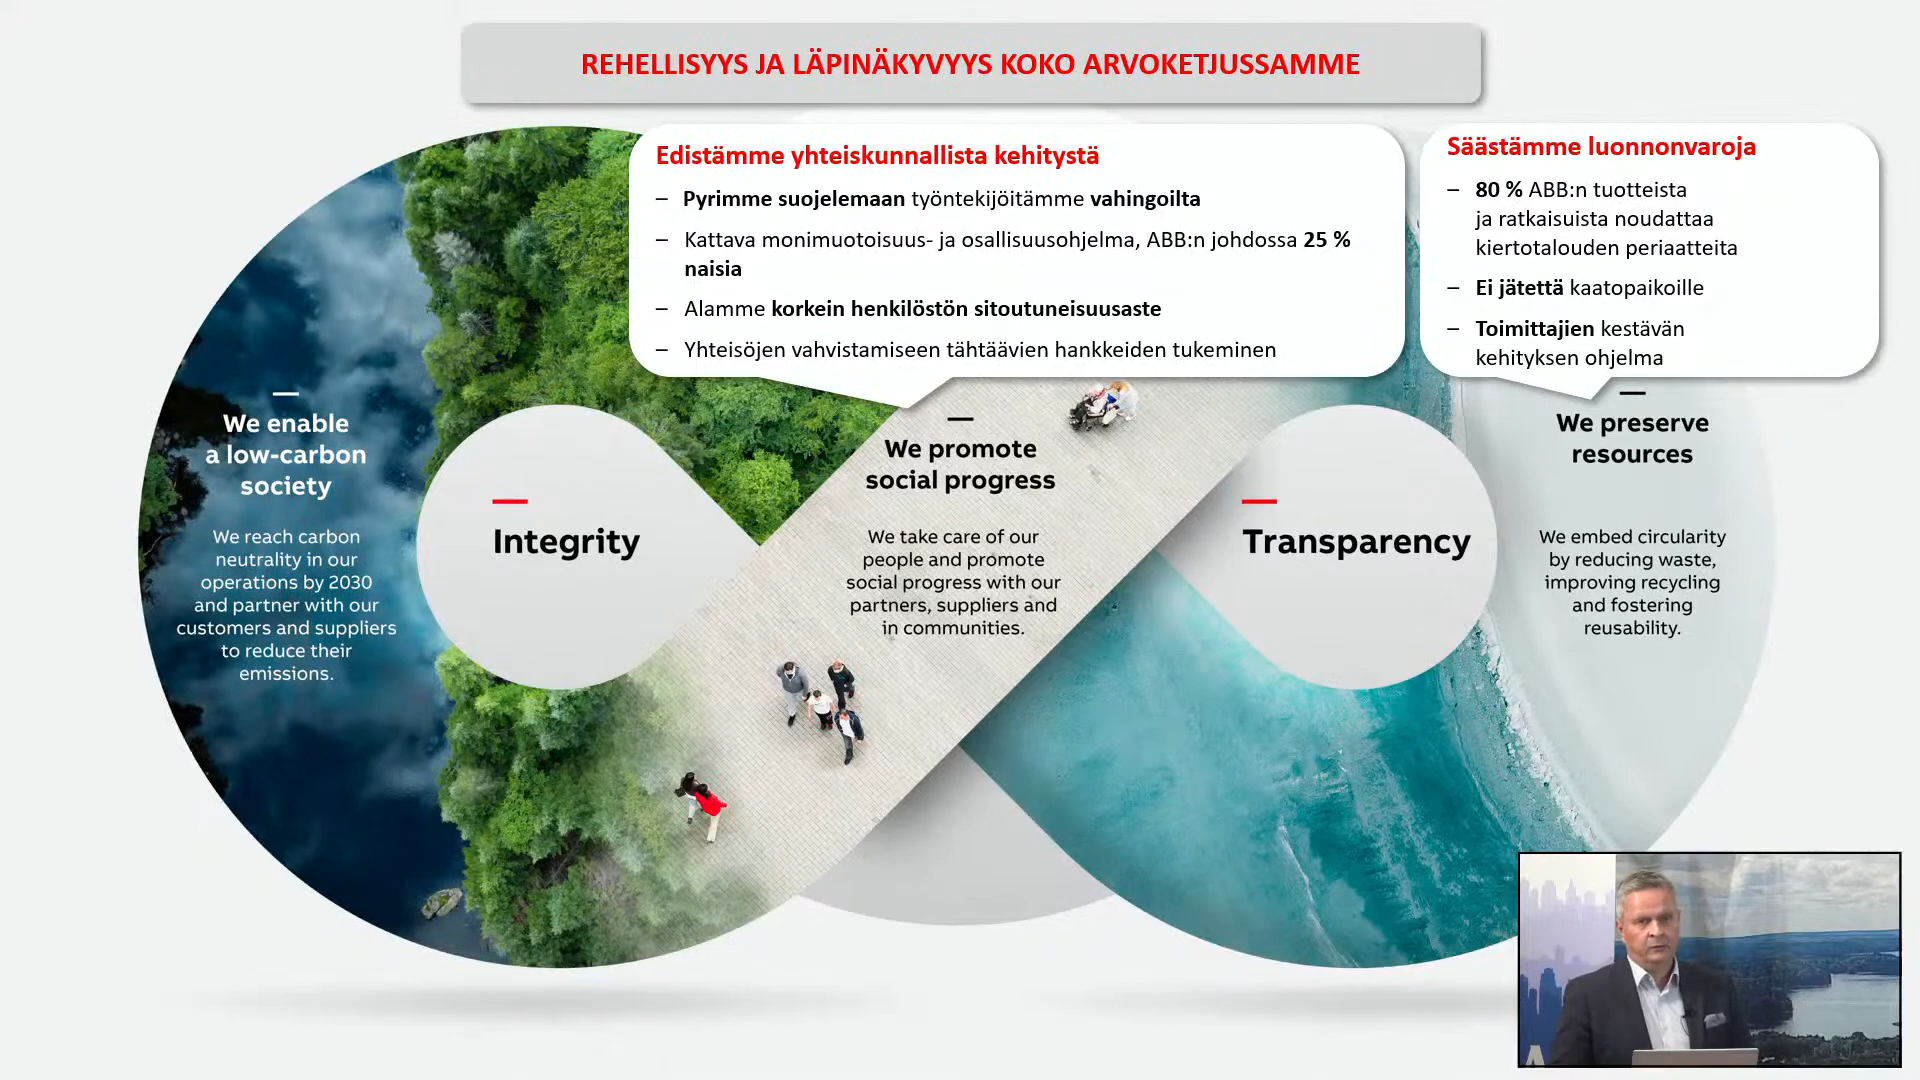 REHELLISYYS JA LÄPINÄKYVYYS KOKO ARVOKETJUSSAMME
Edistämme yhteiskunnallista kehitystä
– Pyrimme suojelemaan työntekijöitämme vahingoilta
– Kattava monimuotoisuus- ja osallisuusohjelma, ABB:n johdossa 25 %
naisia
– Alamme korkein henkilöstön sitoutuneisuusaste
– Yhteisöjen vahvistamiseen tähtäävien hankkeiden tukeminen
Säästämme luonnonvaroja
– 80 % ABB:n tuotteista
ja ratkaisuista noudattaa
kiertotalouden periaatteita
– Ei jätettä kaatopaikoille
– Toimittajien kestävän
kehityksen ohjelma
We enable
a low-carbon
society
We reach carbon
neutrality in our
operations by 2030
and partner with our
customers and suppliers
to reduce their
emissions.
Integrity
We promote
social progress
We take care of our
people and promote
social progress with our
partners, suppliers and
in communities.
Transparency
We preserve
resources
We embed circularity
by reducing waste,
improving recycling
and fostering
reusability.